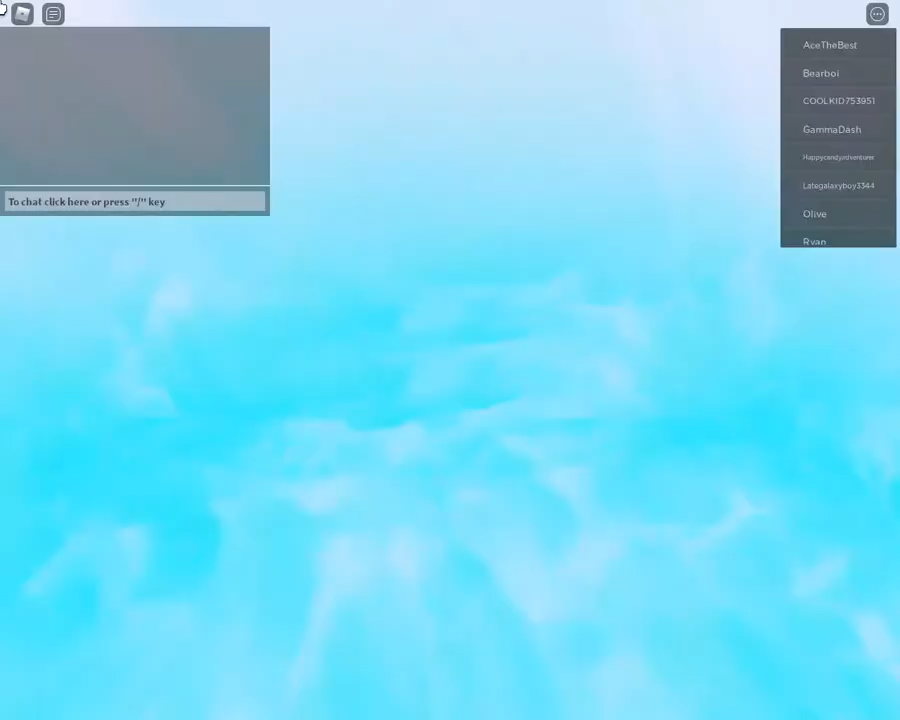 To chat click here or press "/" key
AceTheBest
Bearboi
COOLKID753951
GammaDash
Happycandyadventurer
Lategalaxyboy3344
Olive
Ryan